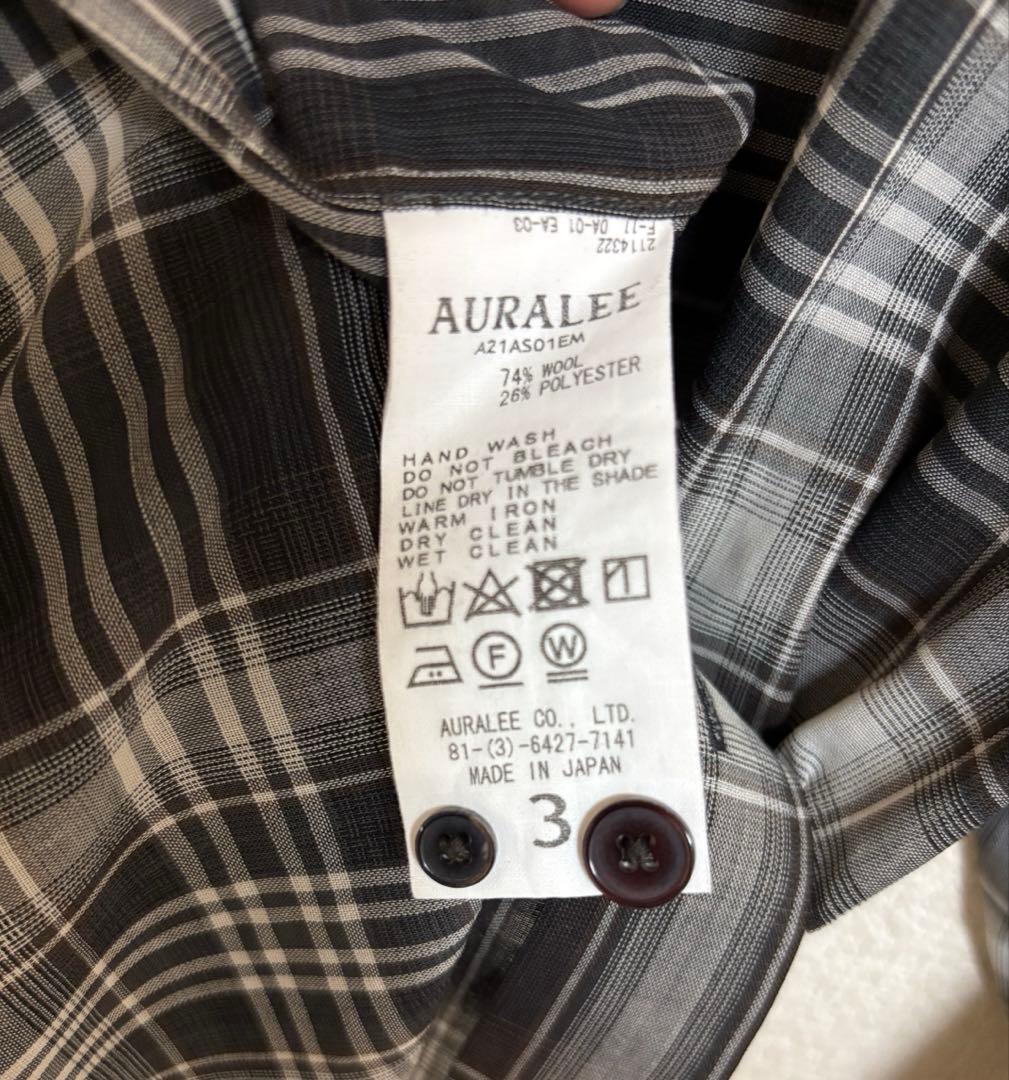 2114322
F-11 0A-01 EA-03
AURALEE
A21AS01EM
74% WOOL
26% POLYESTER
HAND WASH
DO NOT BLEACH
DO NOT TUMBLE DRY
LINE DRY IN THE SHADE
WARM IRON
DRY CLEAN
WET CLEAN
F W
AURALEE CO., LTD.
81-(3)-6427-7141
MADE IN JAPAN
3